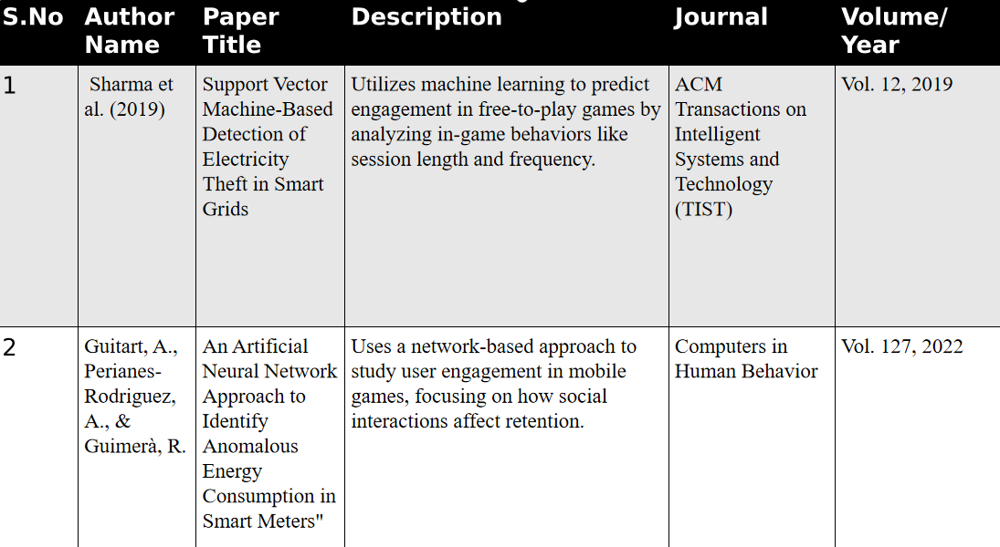 S.No
Author
Name
Paper
Title
Description
Journal
Volume/
Year
1
Sharma et
al. (2019)
Support Vector
Machine-Based
Detection of
Electricity
Theft in Smart
Grids
Utilizes machine learning to predict
engagement in free-to-play games by
analyzing in-game behaviors like
session length and frequency.
ACM
Transactions on
Intelligent
Systems and
Technology
(TIST)
Vol. 12, 2019
2
Guitart, A.,
Perianes-
Rodriguez,
A., &
Guimerà, R.
An Artificial
Neural Network
Approach to
Identify
Anomalous
Energy
Consumption in
Smart Meters"
Uses a network-based approach to
study user engagement in mobile
games, focusing on how social
interactions affect retention.
Computers in
Human Behavior
Vol. 127, 2022